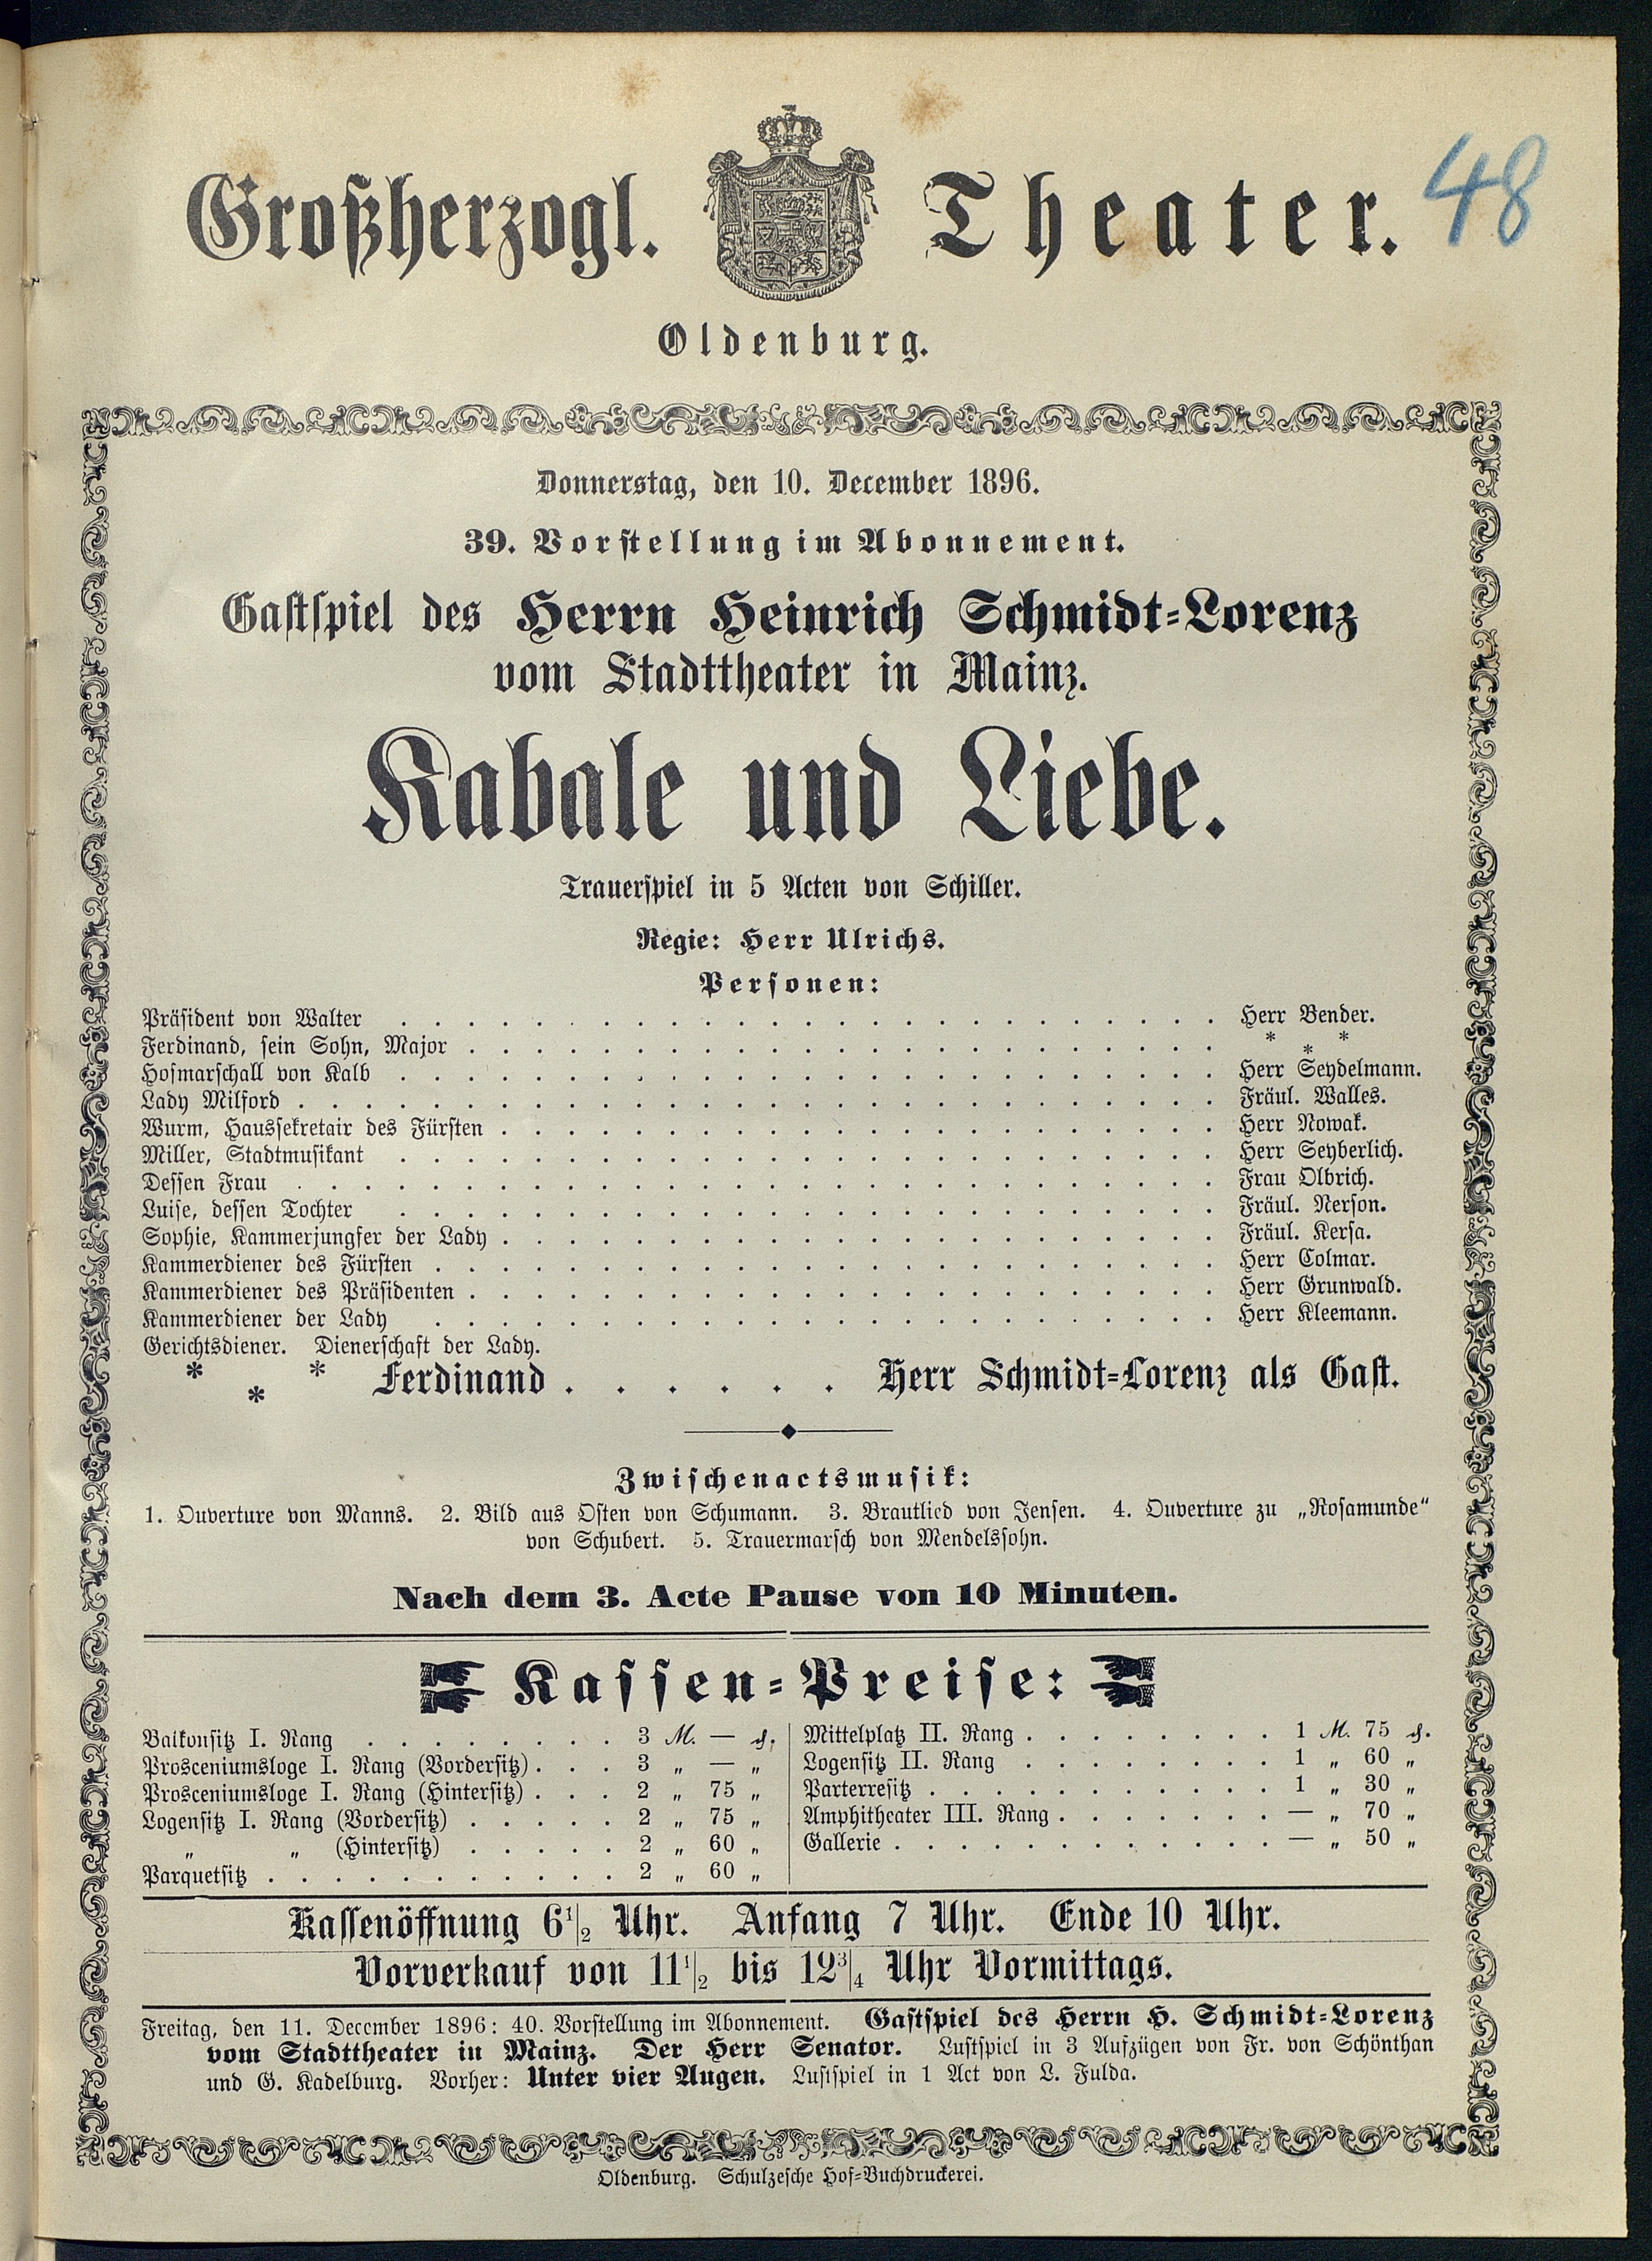 Großherzogl. Theater.
48
Oldenburg.
Donnerstag, den 10. December 1896.
39. Vorstellung im Abonnement.
Gastspiel des Herrn Heinrich Schmidt-Lorenz
vom Stadttheater in Mainz.
Kabale und Liebe.
Trauerspiel in 5 Acten von Schiller.
Regie: Herr Ulrichs.
Personen:
Präsident von Walter . . . . . Herr Bender.
Ferdinand, sein Sohn, Major . . . . . * * *
Hofmarschall von Kalb . . . . . Herr Seydelmann.
Lady Milford . . . . . Fräul. Walles.
Wurm, Haussekretair des Fürsten . . . . . Herr Nowak.
Miller, Stadtmusikant . . . . . Herr Seyberlich.
Dessen Frau . . . . . Frau Olbrich.
Luise, dessen Tochter . . . . . Fräul. Nerson.
Sophie, Kammerjungfer der Lady . . . . . Fräul. Kersa.
Kammerdiener des Fürsten . . . . . Herr Colmar.
Kammerdiener des Präsidenten . . . . . Herr Grunwald.
Kammerdiener der Lady . . . . . Herr Kleemann.
Gerichtsdiener. Dienerschaft der Lady.
* * * Ferdinand . . . . . . Herr Schmidt-Lorenz als Gast.
Zwischenactsmusik:
1. Ouverture von Manns. 2. Bild aus Osten von Schumann. 3. Brautlied von Jensen. 4. Ouverture zu „Rosamunde“
von Schubert. 5. Trauermarsch von Mendelssohn.
Nach dem 3. Acte Pause von 10 Minuten.
Kassen-Preise:
Balkonsitz I. Rang . . . . . 3 M. — ₰.
Prosceniumsloge I. Rang (Vordersitz) . . . 3 „ — „
Prosceniumsloge I. Rang (Hintersitz) . . . 2 „ 75 „
Logensitz I. Rang (Vordersitz) . . . . . 2 „ 75 „
„ „ (Hintersitz) . . . . . 2 „ 60 „
Parquetsitz . . . . . 2 „ 60 „
Mittelplatz II. Rang . . . . . 1 M. 75 ₰.
Logensitz II. Rang . . . . . 1 „ 60 „
Parterresitz . . . . . 1 „ 30 „
Amphitheater III. Rang . . . . . — „ 70 „
Gallerie . . . . . — „ 50 „
Kassenöffnung 6 1/2 Uhr. Anfang 7 Uhr. Ende 10 Uhr.
Vorverkauf von 11 1/2 bis 12 3/4 Uhr Vormittags.
Freitag, den 11. December 1896: 40. Vorstellung im Abonnement. Gastspiel des Herrn H. Schmidt-Lorenz
vom Stadttheater in Mainz. Der Herr Senator. Lustspiel in 3 Aufzügen von Fr. von Schönthan
und G. Kadelburg. Vorher: Unter vier Augen. Lustspiel in 1 Act von L. Fulda.
Oldenburg. Schulzesche Hof-Buchdruckerei.